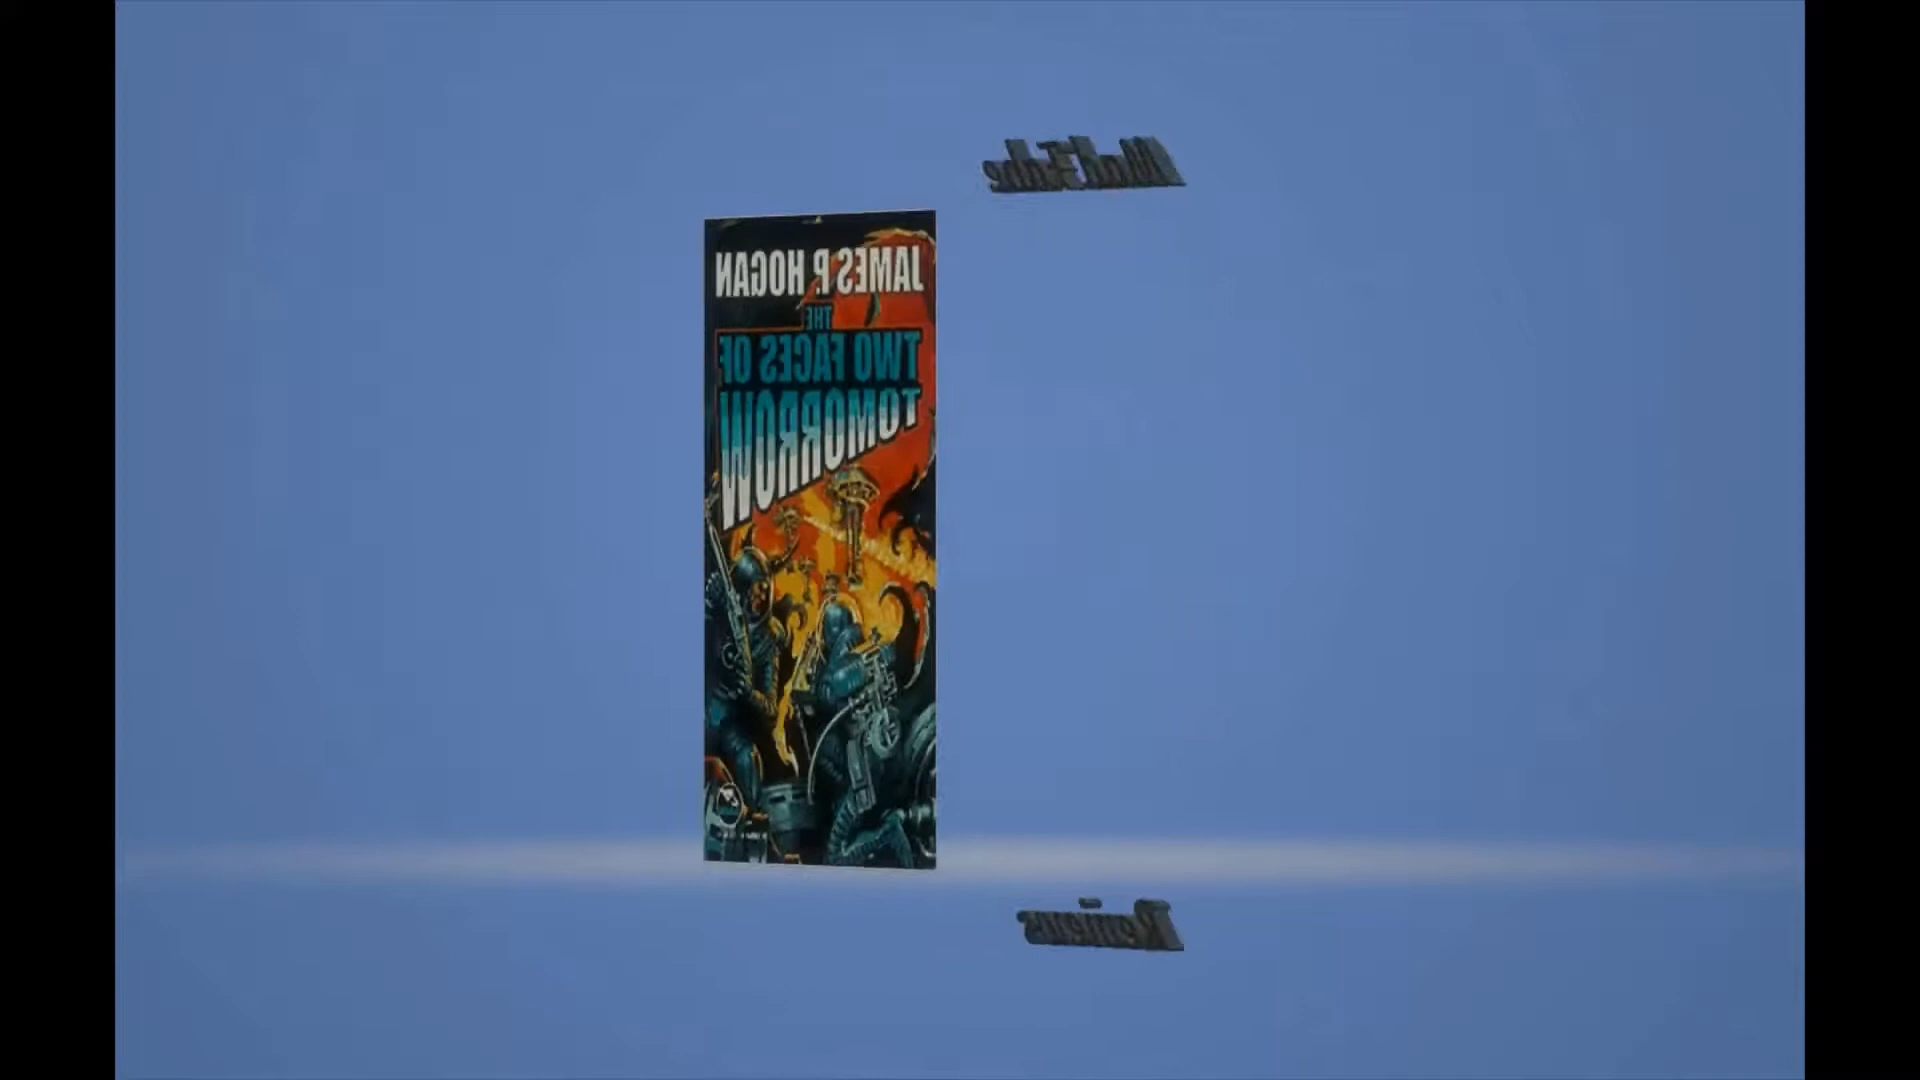 JAMES P. HOGAN
THE
TWO FACES OF
TOMORROW